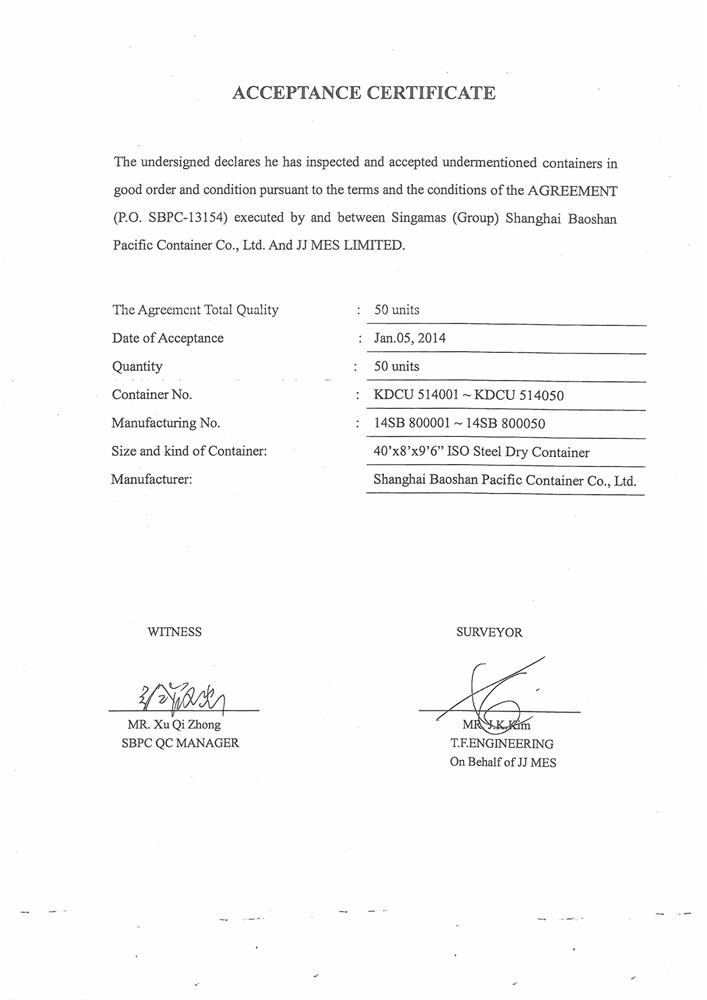 ACCEPTANCE CERTIFICATE
The undersigned declares he has inspected and accepted undermentioned containers in
good order and condition pursuant to the terms and the conditions of the AGREEMENT
(P.O. SBPC-13154) executed by and between Singamas (Group) Shanghai Baoshan
Pacific Container Co., Ltd. And JJ MES LIMITED.
The Agreement Total Quality : 50 units
Date of Acceptance : Jan.05, 2014
Quantity : 50 units
Container No. : KDCU 514001 ~ KDCU 514050
Manufacturing No. : 14SB 800001 ~ 14SB 800050
Size and kind of Container: 40’x8’x9’6” ISO Steel Dry Container
Manufacturer: Shanghai Baoshan Pacific Container Co., Ltd.
WITNESS SURVEYOR
MR. Xu Qi Zhong MR. J.K.Kim
SBPC QC MANAGER T.F.ENGINEERING
On Behalf of JJ MES